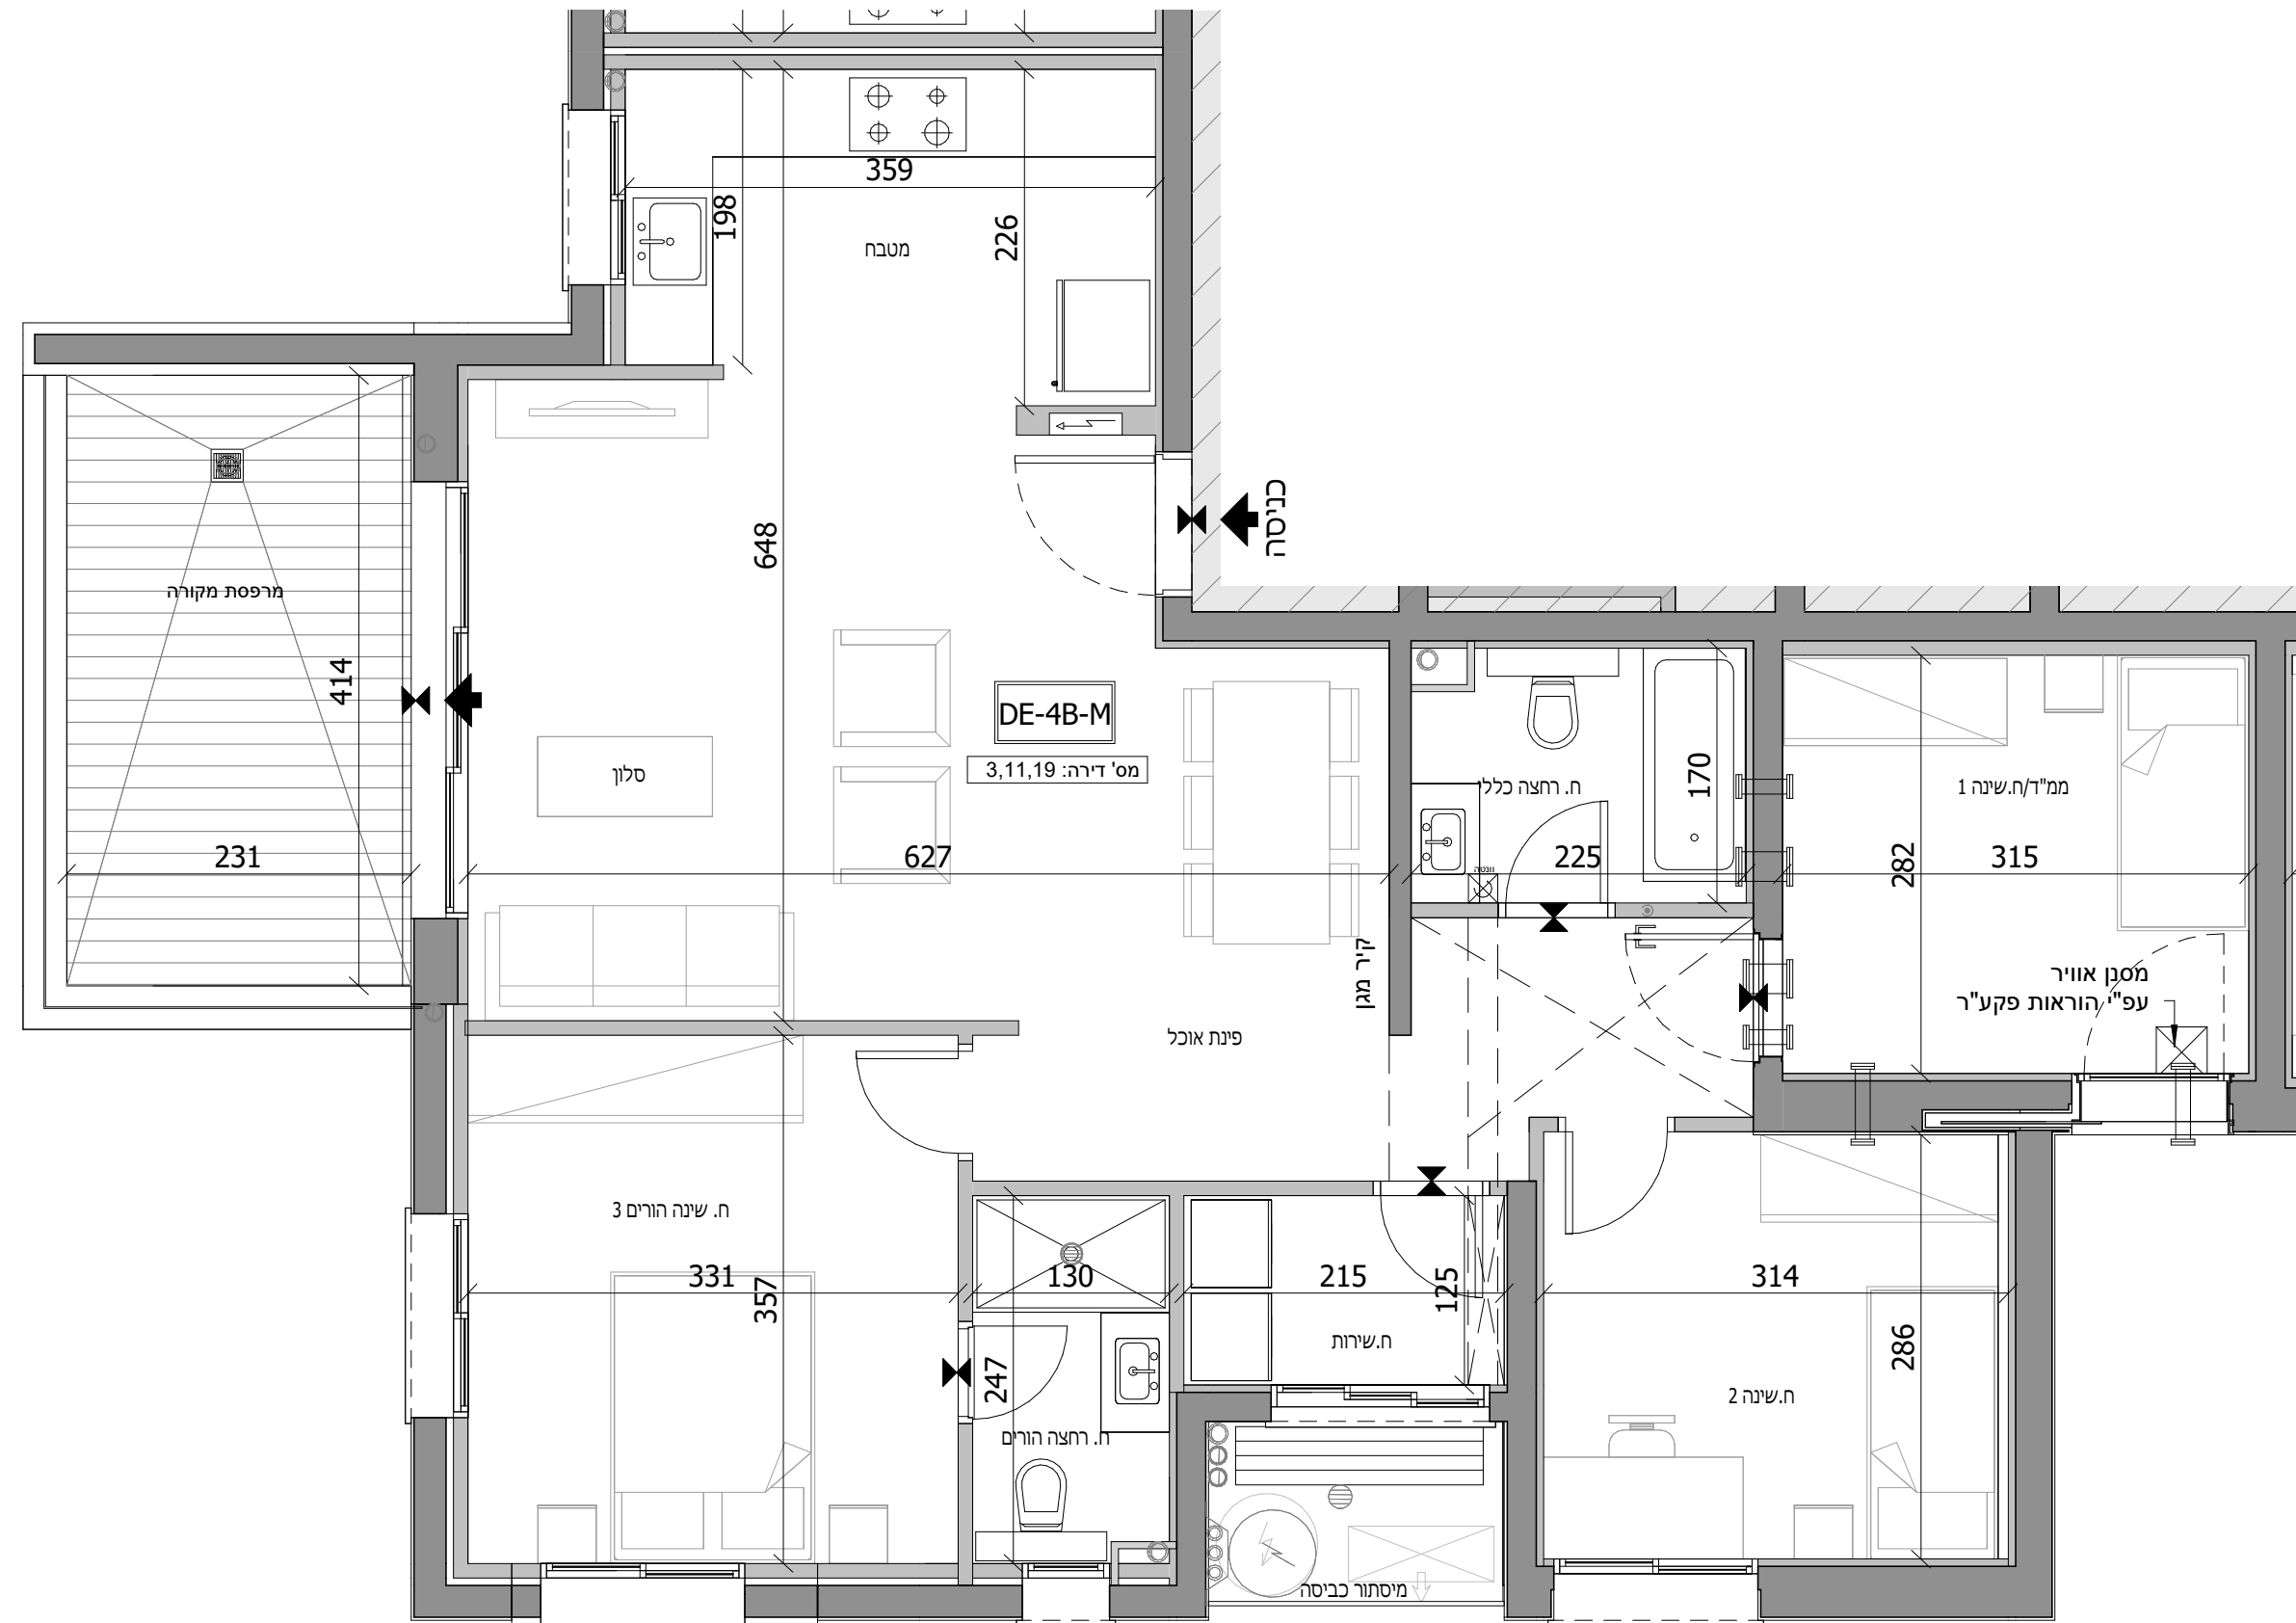 359
198
226
מטבח
כניסה
648
מרפסת מקורה
414
DE-4B-M
מס' דירה: 3,11,19
סלון
ח. רחצה כללי
170
ממ"ד/ח.שינה 1
231
627
225
282
315
וונטה
קיר מגן
מסנן אוויר
עפ"י הוראות פקע"ר
פינת אוכל
ח. שינה הורים 3
331
357
130
215
125
314
ח.שירות
247
286
ח.שינה 2
ח. רחצה הורים
מיסתור כביסה